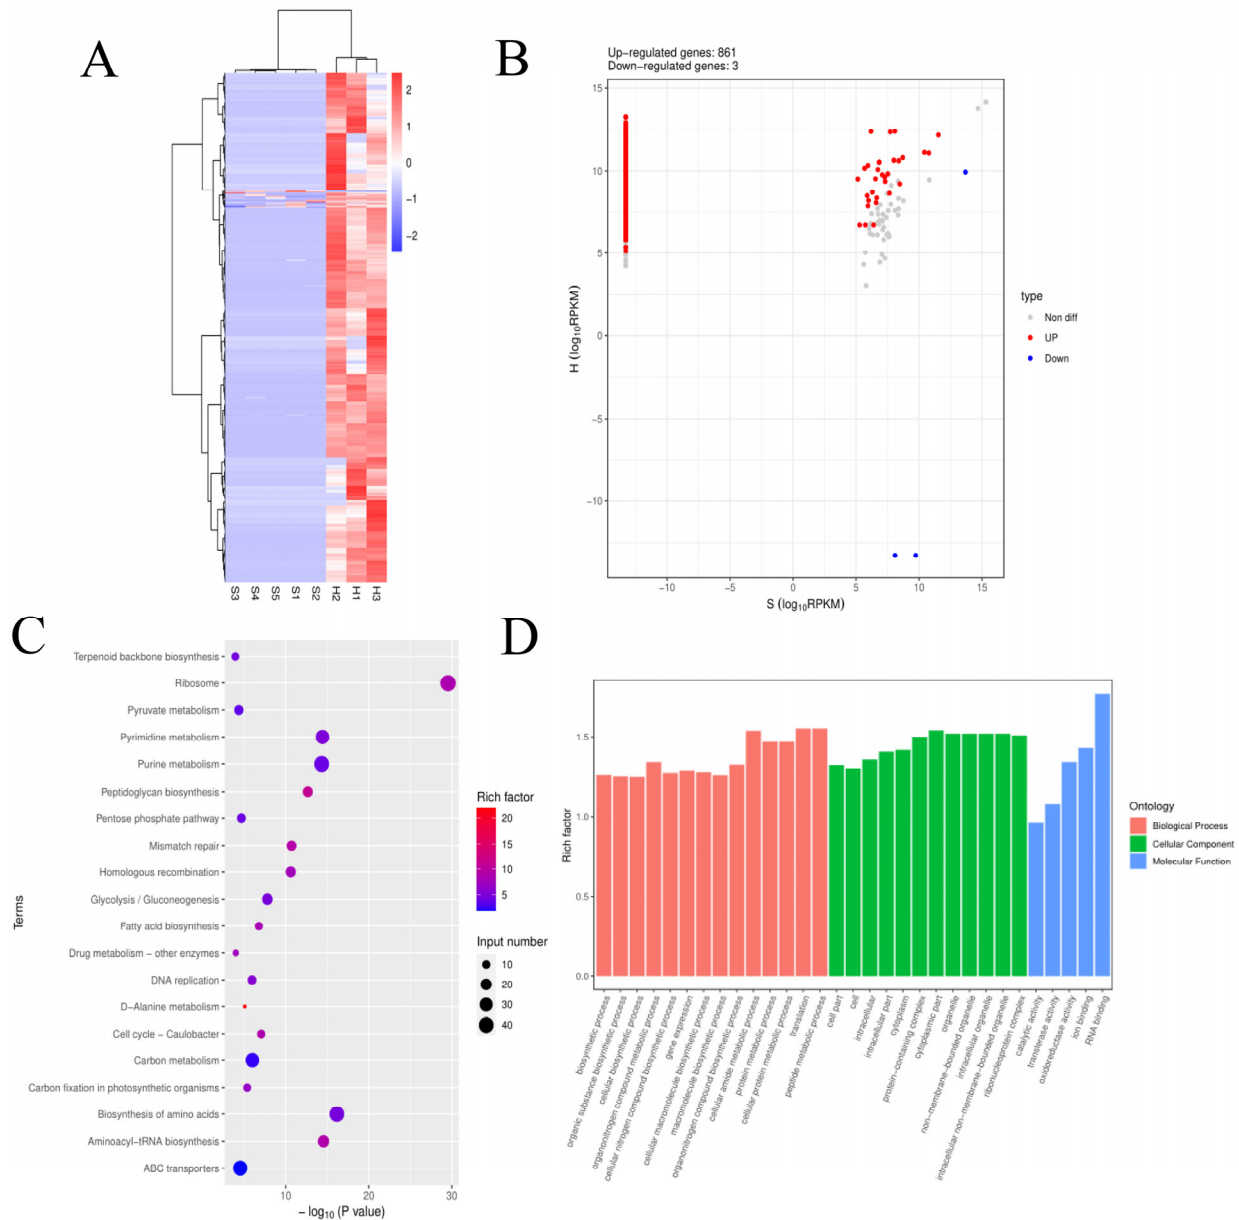 A
2
1
0
−1
−2
S3
S4
S5
S1
S2
H2
H1
H3
B
Up−regulated genes: 861
Down−regulated genes: 3
15
10
5
0
−5
−10
H (log10RPKM)
−10
−5
0
5
10
15
S (log10RPKM)
type
Non diff
UP
Down
C
Terpenoid backbone biosynthesis
Ribosome
Pyruvate metabolism
Pyrimidine metabolism
Purine metabolism
Peptidoglycan biosynthesis
Pentose phosphate pathway
Mismatch repair
Homologous recombination
Glycolysis / Gluconeogenesis
Fatty acid biosynthesis
Drug metabolism − other enzymes
DNA replication
D−Alanine metabolism
Cell cycle − Caulobacter
Carbon metabolism
Carbon fixation in photosynthetic organisms
Biosynthesis of amino acids
Aminoacyl−tRNA biosynthesis
ABC transporters
Terms
10
20
30
− log10 (P value)
Rich factor
20
15
10
5
Input number
10
20
30
40
D
1.5
1.0
0.5
0.0
Rich factor
biosynthetic process
organic substance biosynthetic process
cellular biosynthetic process
organonitrogen compound metabolic process
cellular nitrogen compound biosynthetic process
gene expression
cellular macromolecule biosynthetic process
macromolecule biosynthetic process
organonitrogen compound biosynthetic process
cellular amide metabolic process
protein metabolic process
cellular protein metabolic process
translation
peptide metabolic process
cell part
cell
intracellular
intracellular part
cytoplasm
protein−containing complex
cytoplasmic part
organelle
non−membrane−bounded organelle
intracellular organelle
intracellular non−membrane−bounded organelle
ribonucleoprotein complex
catalytic activity
transferase activity
oxidoreductase activity
ion binding
RNA binding
Ontology
Biological Process
Cellular Component
Molecular Function